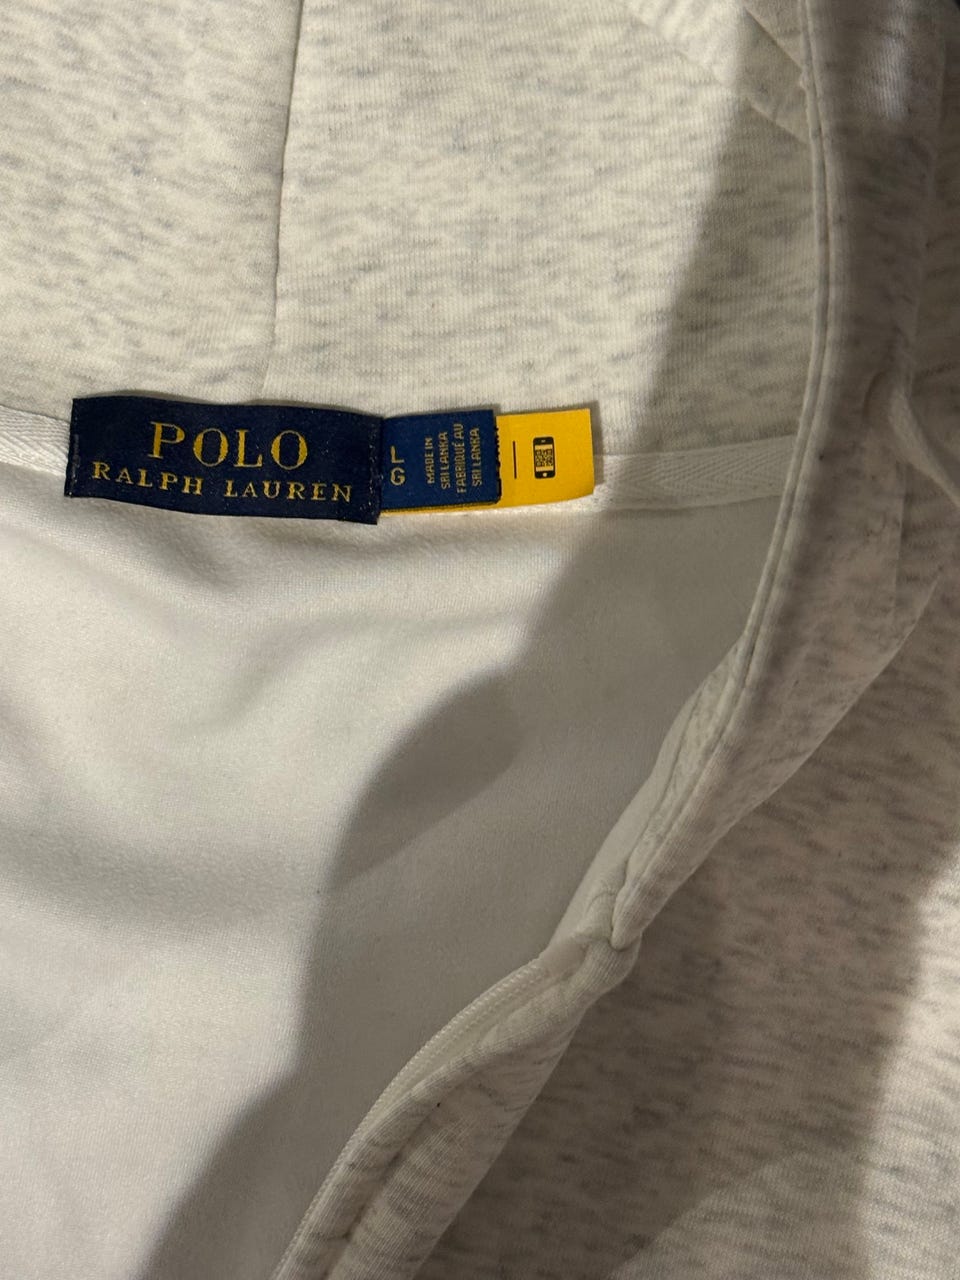 POLO
RALPH LAUREN
L
G
MADE IN
SRI LANKA
FABRIQUÉ AU
SRI LANKA